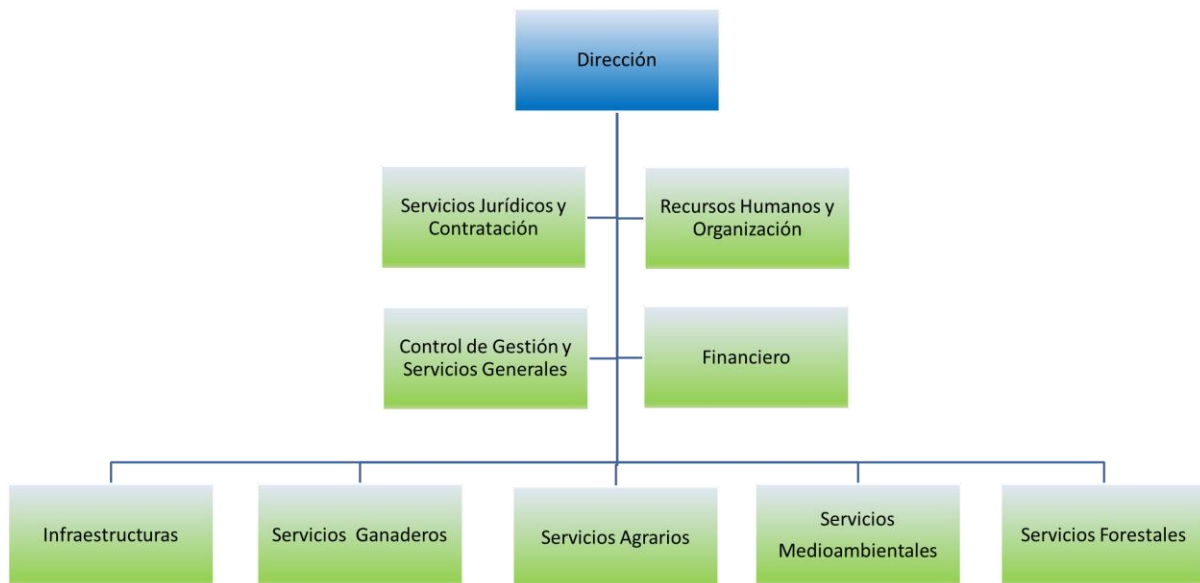 Dirección
Servicios Jurídicos y
Contratación
Recursos Humanos y
Organización
Control de Gestión y
Servicios Generales
Financiero
Infraestructuras
Servicios Ganaderos
Servicios Agrarios
Servicios
Medioambientales
Servicios Forestales